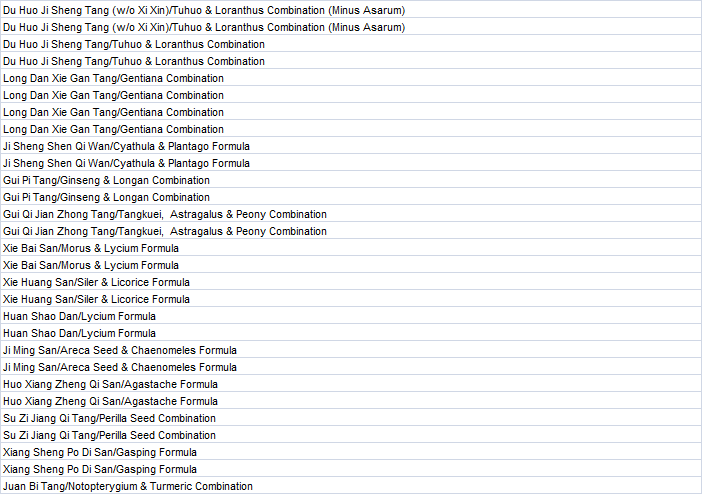 Du Huo Ji Sheng Tang (w/o Xi Xin)/Tuhuo & Loranthus Combination (Minus Asarum)
Du Huo Ji Sheng Tang (w/o Xi Xin)/Tuhuo & Loranthus Combination (Minus Asarum)
Du Huo Ji Sheng Tang/Tuhuo & Loranthus Combination
Du Huo Ji Sheng Tang/Tuhuo & Loranthus Combination
Long Dan Xie Gan Tang/Gentiana Combination
Long Dan Xie Gan Tang/Gentiana Combination
Long Dan Xie Gan Tang/Gentiana Combination
Long Dan Xie Gan Tang/Gentiana Combination
Ji Sheng Shen Qi Wan/Cyathula & Plantago Formula
Ji Sheng Shen Qi Wan/Cyathula & Plantago Formula
Gui Pi Tang/Ginseng & Longan Combination
Gui Pi Tang/Ginseng & Longan Combination
Gui Qi Jian Zhong Tang/Tangkuei,  Astragalus & Peony Combination
Gui Qi Jian Zhong Tang/Tangkuei,  Astragalus & Peony Combination
Xie Bai San/Morus & Lycium Formula
Xie Bai San/Morus & Lycium Formula
Xie Huang San/Siler & Licorice Formula
Xie Huang San/Siler & Licorice Formula
Huan Shao Dan/Lycium Formula
Huan Shao Dan/Lycium Formula
Ji Ming San/Areca Seed & Chaenomeles Formula
Ji Ming San/Areca Seed & Chaenomeles Formula
Huo Xiang Zheng Qi San/Agastache Formula
Huo Xiang Zheng Qi San/Agastache Formula
Su Zi Jiang Qi Tang/Perilla Seed Combination
Su Zi Jiang Qi Tang/Perilla Seed Combination
Xiang Sheng Po Di San/Gasping Formula
Xiang Sheng Po Di San/Gasping Formula
Juan Bi Tang/Notopterygium & Turmeric Combination